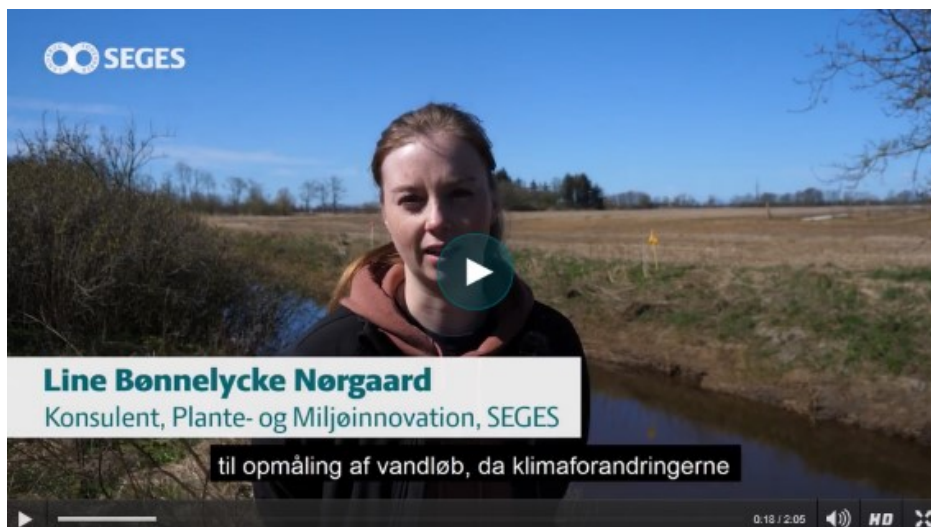 SEGES
Line Bønnelycke Nørgaard
Konsulent, Plante- og Miljøinnovation, SEGES
til opmåling af vandløb, da klimaforandringerne
0:18 / 2:05
HD